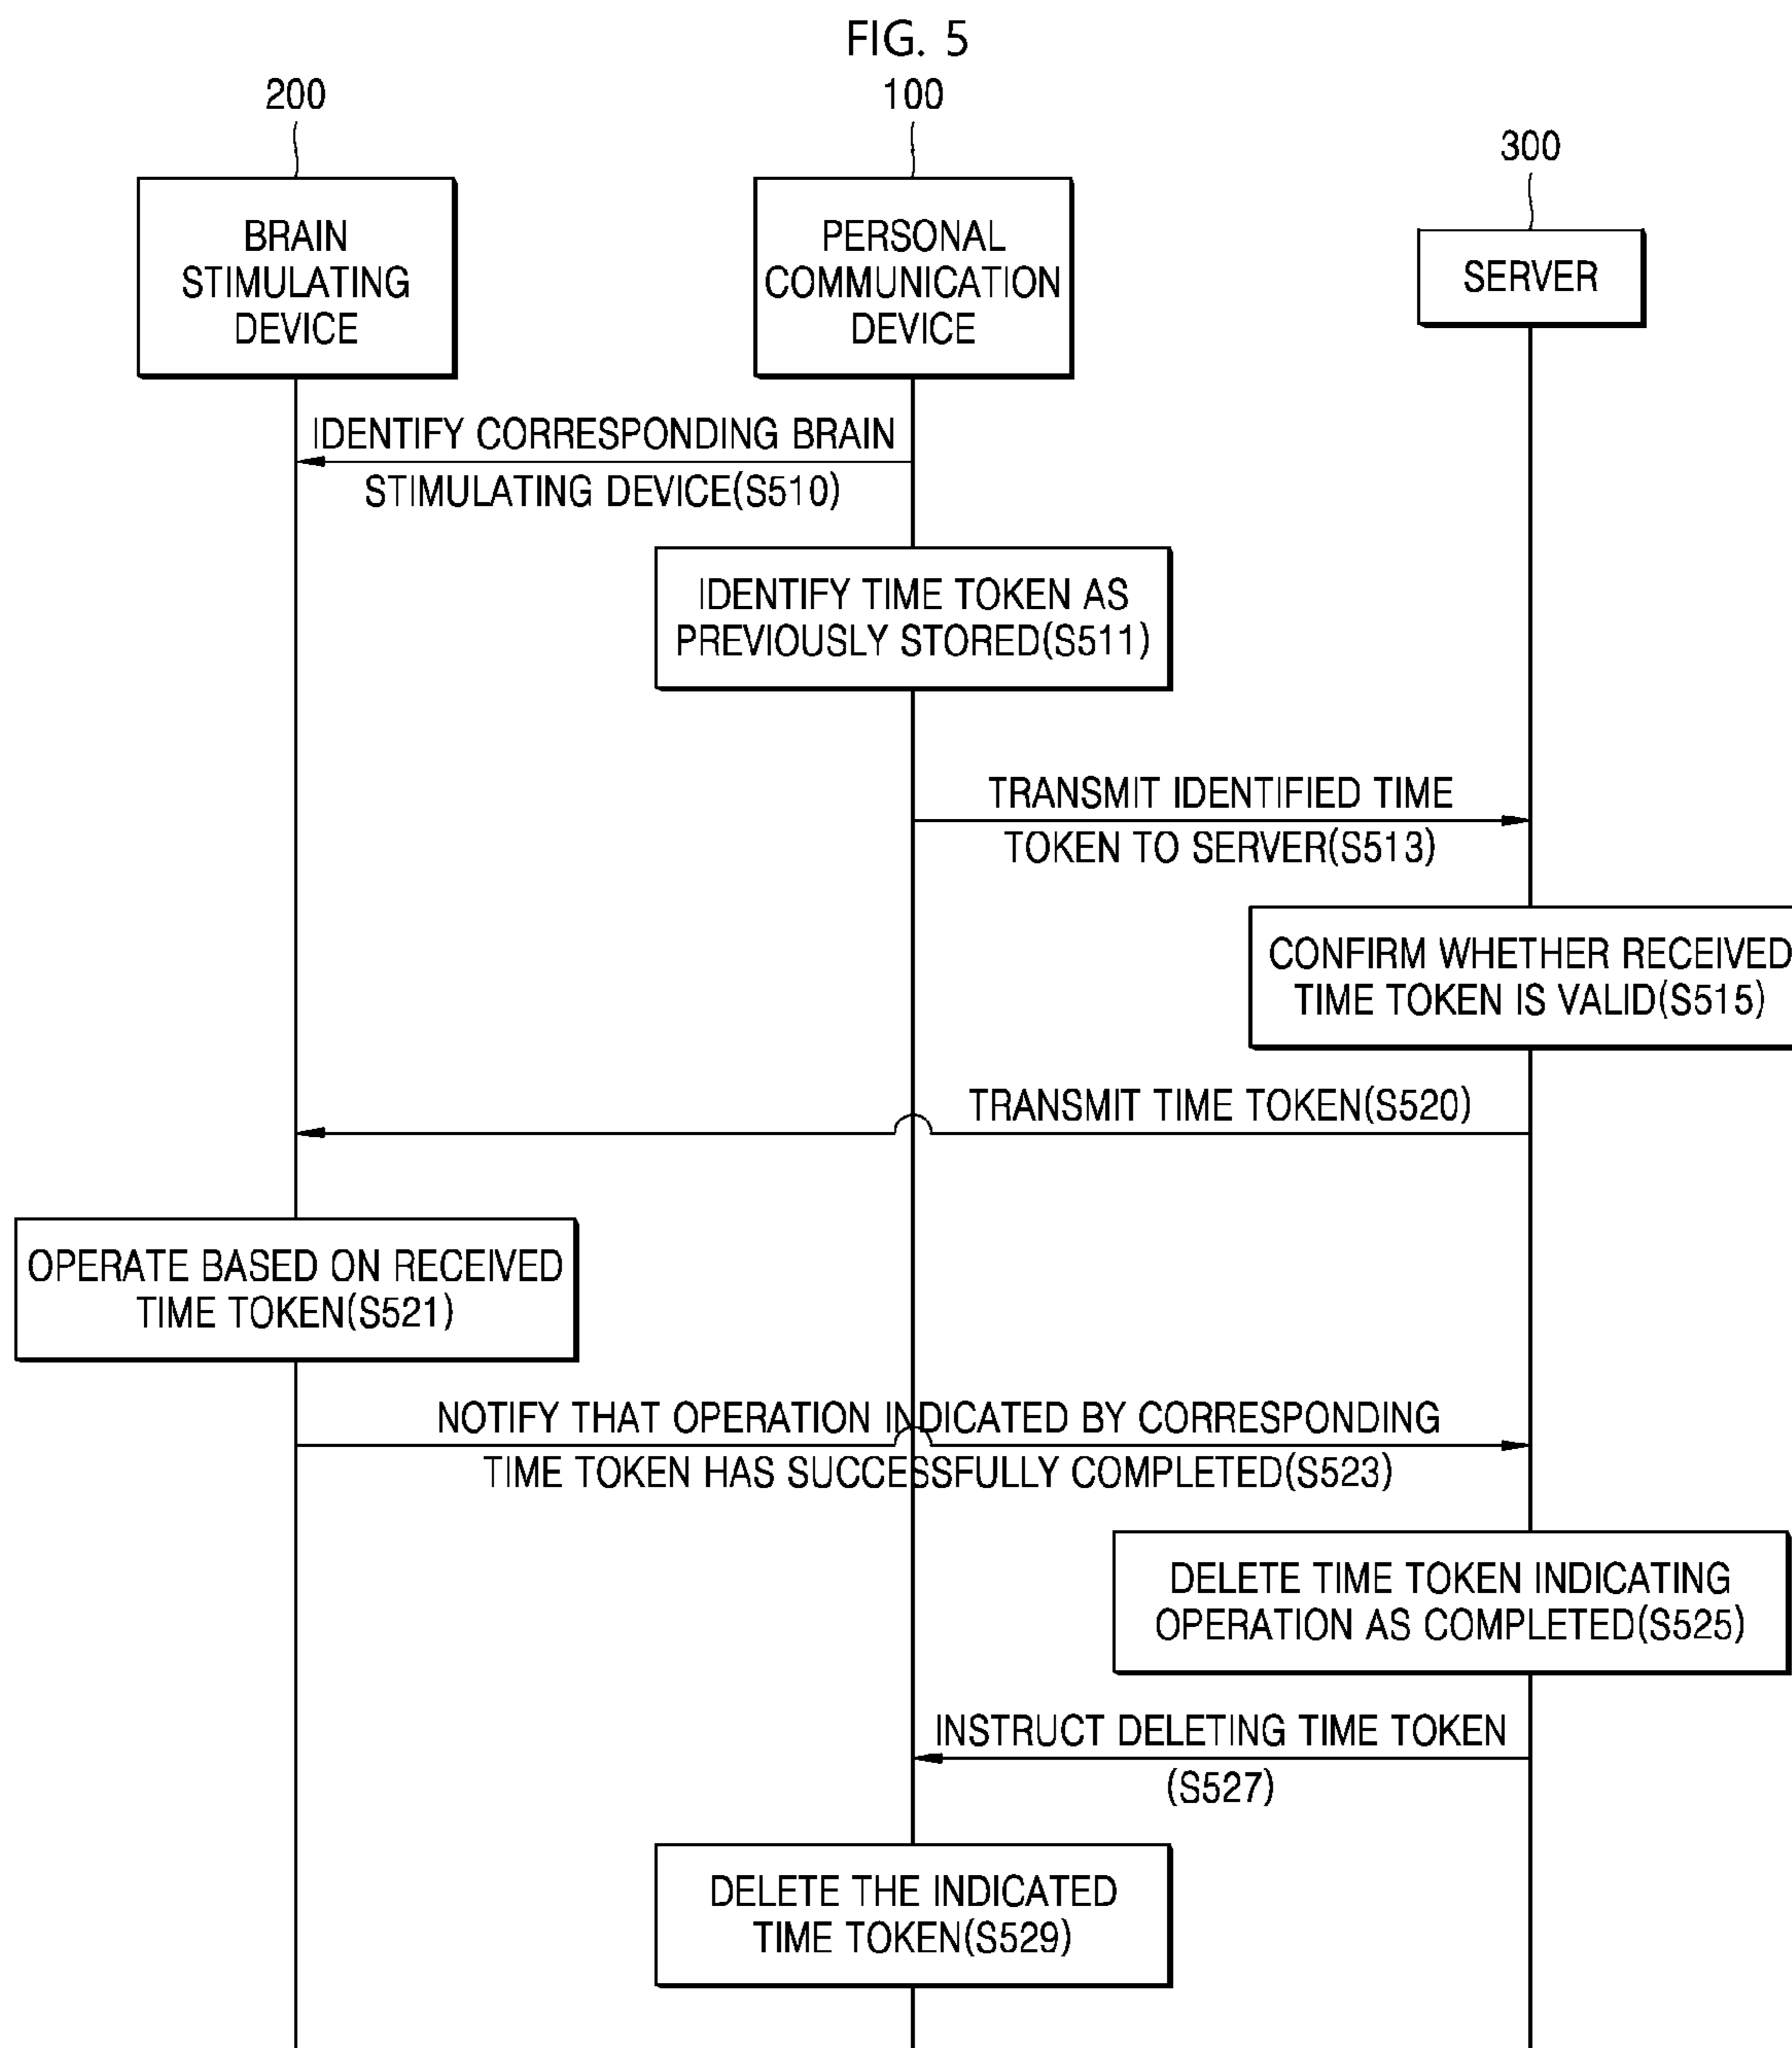 FIG. 5
200
100
300
BRAIN
STIMULATING
DEVICE
PERSONAL
COMMUNICATION
DEVICE
SERVER
IDENTIFY CORRESPONDING BRAIN
STIMULATING DEVICE(S510)
IDENTIFY TIME TOKEN AS
PREVIOUSLY STORED(S511)
TRANSMIT IDENTIFIED TIME
TOKEN TO SERVER(S513)
CONFIRM WHETHER RECEIVED
TIME TOKEN IS VALID(S515)
TRANSMIT TIME TOKEN(S520)
OPERATE BASED ON RECEIVED
TIME TOKEN(S521)
NOTIFY THAT OPERATION INDICATED BY CORRESPONDING
TIME TOKEN HAS SUCCESSFULLY COMPLETED(S523)
DELETE TIME TOKEN INDICATING
OPERATION AS COMPLETED(S525)
INSTRUCT DELETING TIME TOKEN
(S527)
DELETE THE INDICATED
TIME TOKEN(S529)